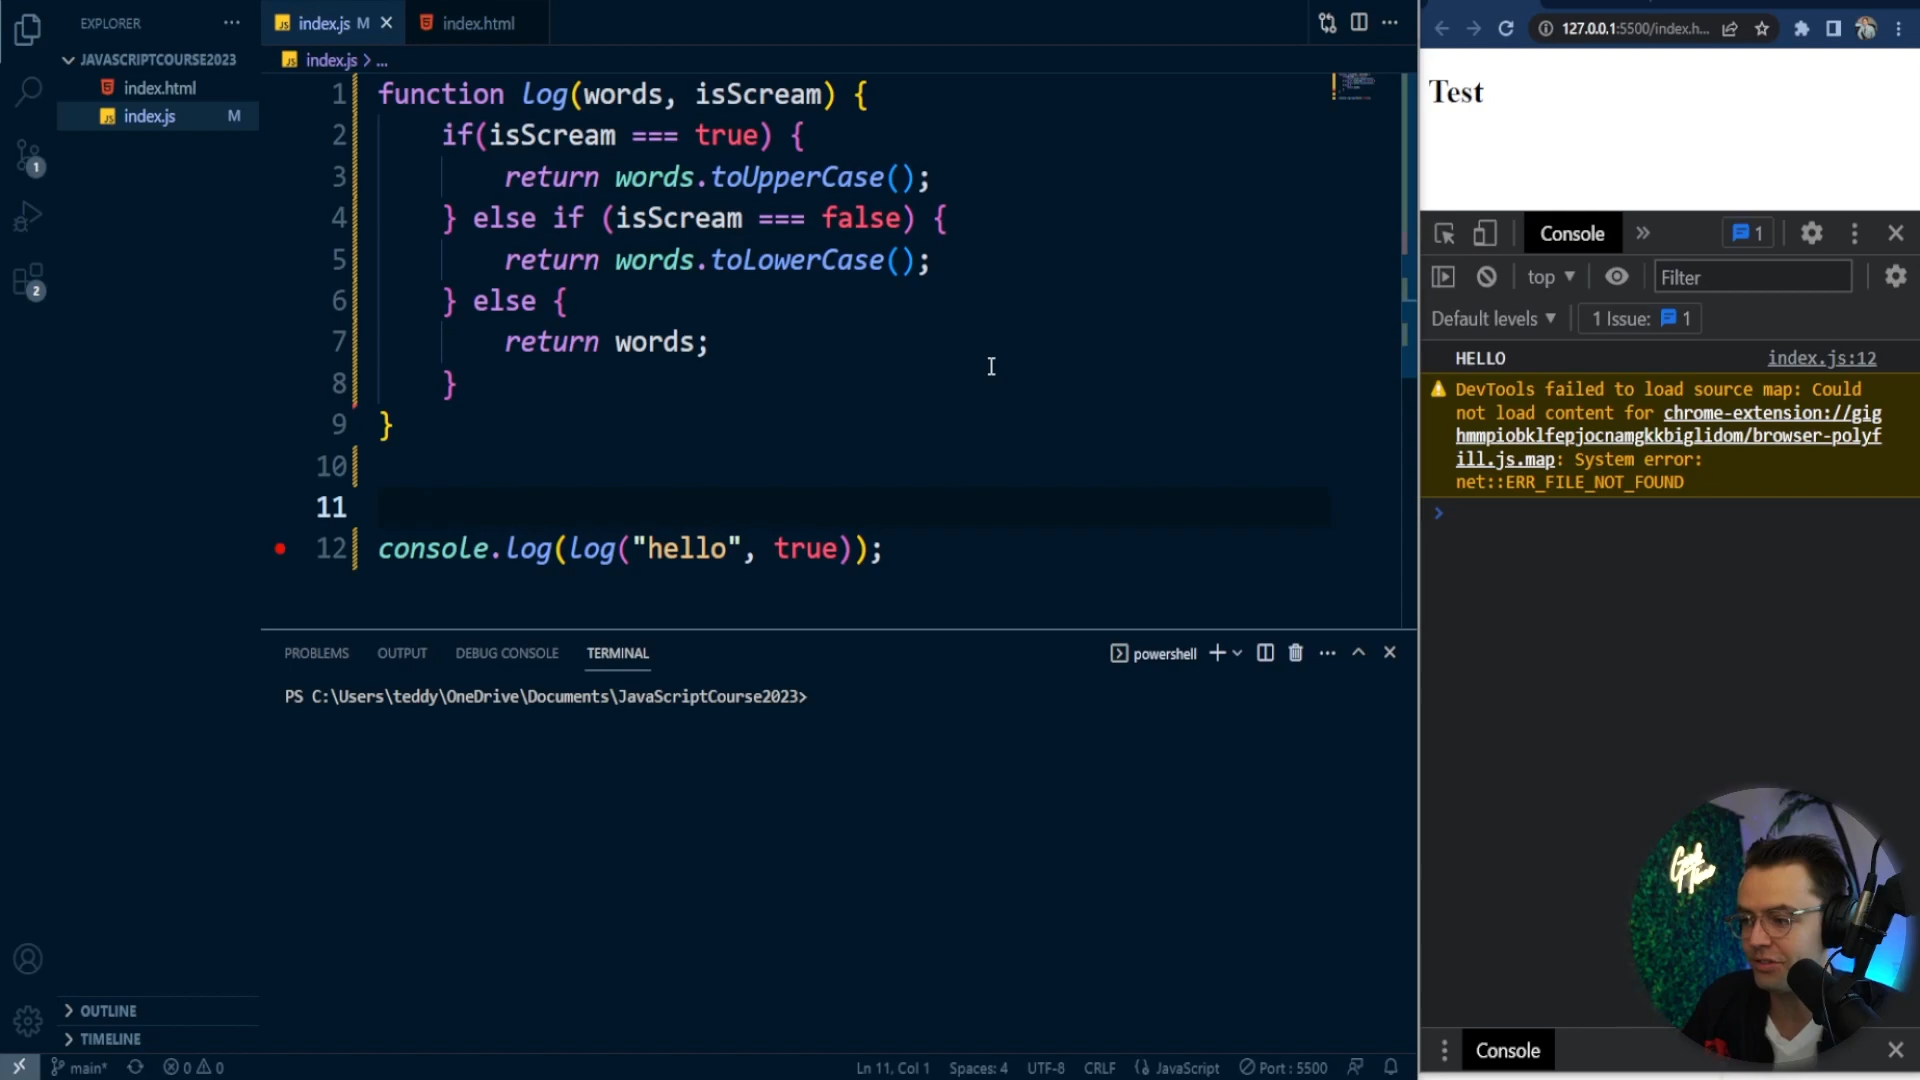 EXPLORER
JAVASCRIPTCOURSE2023
index.html
index.js M
1
2
index.js M
index.html
index.js > ...
1 function log(words, isScream) {
2 if(isScream === true) {
3 return words.toUpperCase();
4 } else if (isScream === false) {
5 return words.toLowerCase();
6 } else {
7 return words;
8 }
9 }
10
11
12 console.log(log("hello", true));
PROBLEMS OUTPUT DEBUG CONSOLE TERMINAL
powershell
PS C:\Users\teddy\OneDrive\Documents\JavaScriptCourse2023>
OUTLINE
TIMELINE
main* 0 0
Ln 11, Col 1 Spaces: 4 UTF-8 CRLF JavaScript Port : 5500
127.0.0.1:5500/index.h...
Test
Console 1
top Filter
Default levels 1 Issue: 1
HELLO index.js:12
DevTools failed to load source map: Could
not load content for chrome-extension://gig
hmmpiobklfepjocnamgkkbiglidom/browser-polyf
ill.js.map: System error:
net::ERR_FILE_NOT_FOUND
Console